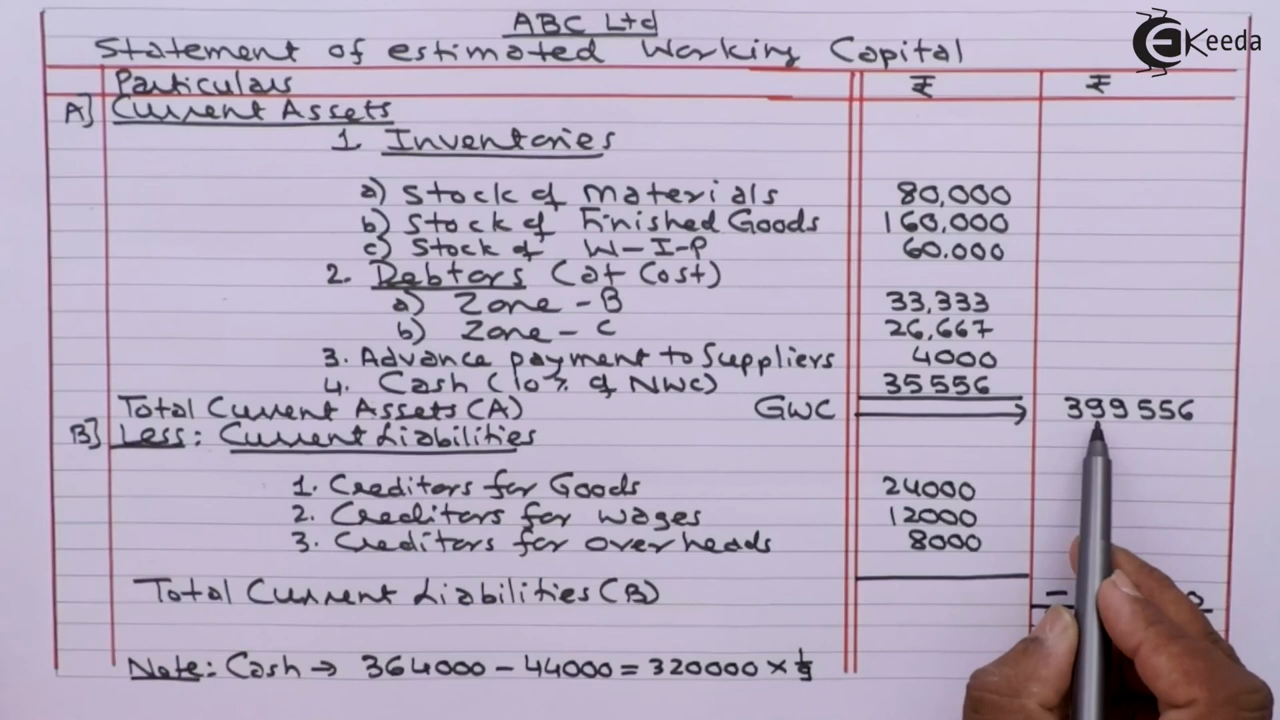 ABC Ltd
Statement of estimated Working Capital
Keeda
Particulars ₹ ₹
A] Current Assets
1. Inventories
a) Stock of materials 80,000
b) Stock of Finished Goods 160,000
c) Stock of W-I-P 60.000
2. Debtors (at Cost)
a) Zone - B 33,333
b) Zone - C 26,667
3. Advance payment to Suppliers 4000
4. Cash (10% of NWC) 35556
Total Current Assets (A) GWC → 399556
B] Less: Current Liabilities
1. Creditors for Goods 24000
2. Creditors for wages 12000
3. Creditors for overheads 8000
Total Current Liabilities (B) -
Note: Cash → 364000 - 44000 = 320000 × 1/9